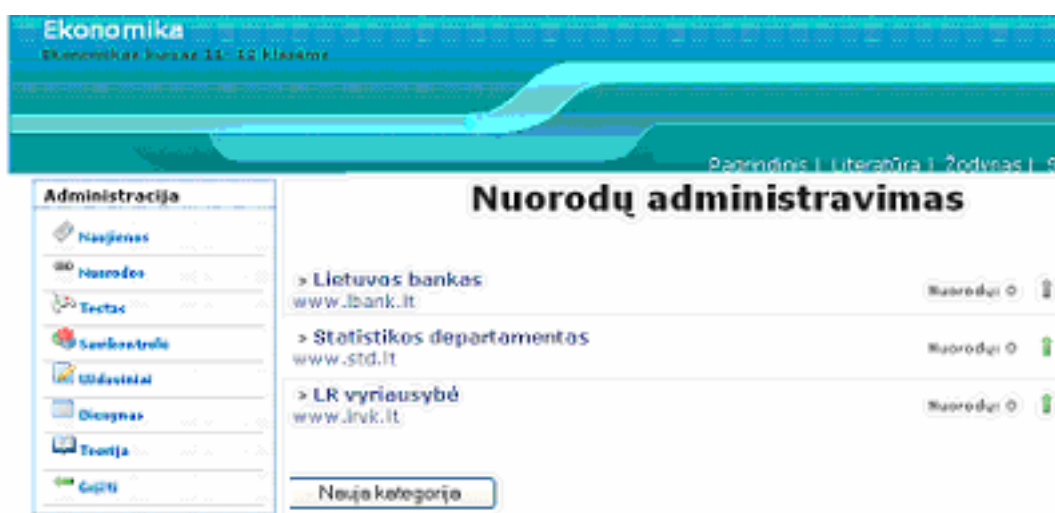 Ekonomika
Ekonomikos kursas 11- 12 klasėms
Pagrindinis | Literatūra | Žodynas | S
Administracija
Naujienos
Nuorodos
Testas
Savikontrolė
Uždaviniai
Dienynas
Teorija
Grįžti
Nuorodų administravimas
» Lietuvos bankas
www.lbank.lt
Nuorodų: 0
» Statistikos departamentas
www.std.lt
Nuorodų: 0
» LR vyriausybė
www.lrvk.lt
Nuorodų: 0
Nauja kategorija